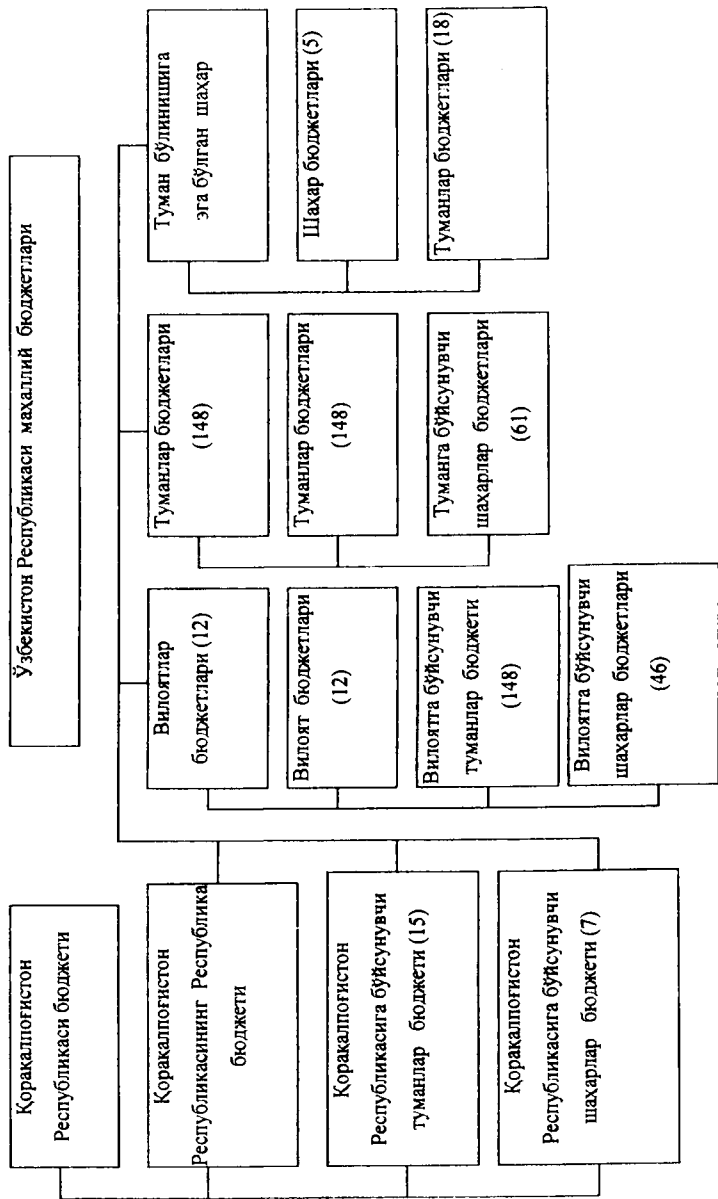 Ўзбекистон Республикаси маҳаллий бюджетлари
Қорақалпоғистон
Республикаси бюджети
Қорақалпоғистон
Республикасининг Республика
бюджети
Қорақалпоғистон
Республикасига бўйсунувчи
туманлар бюджети (15)
Қорақалпоғистон
Республикасига бўйсунувчи
шаҳарлар бюджети (7)
Вилоятлар
бюджетлари (12)
Вилоят бюджетлари
(12)
Вилоятга бўйсунувчи
туманлар бюджети
(148)
Вилоятга бўйсунувчи
шаҳарлар бюджетлари
(46)
Туманлар бюджетлари
(148)
Туманлар бюджетлари
(148)
Туманга бўйсунувчи
шаҳарлар бюджетлари
(61)
Туман бўлинишига
эга бўлган шаҳар
Шаҳар бюджетлари (5)
Туманлар бюджетлари (18)